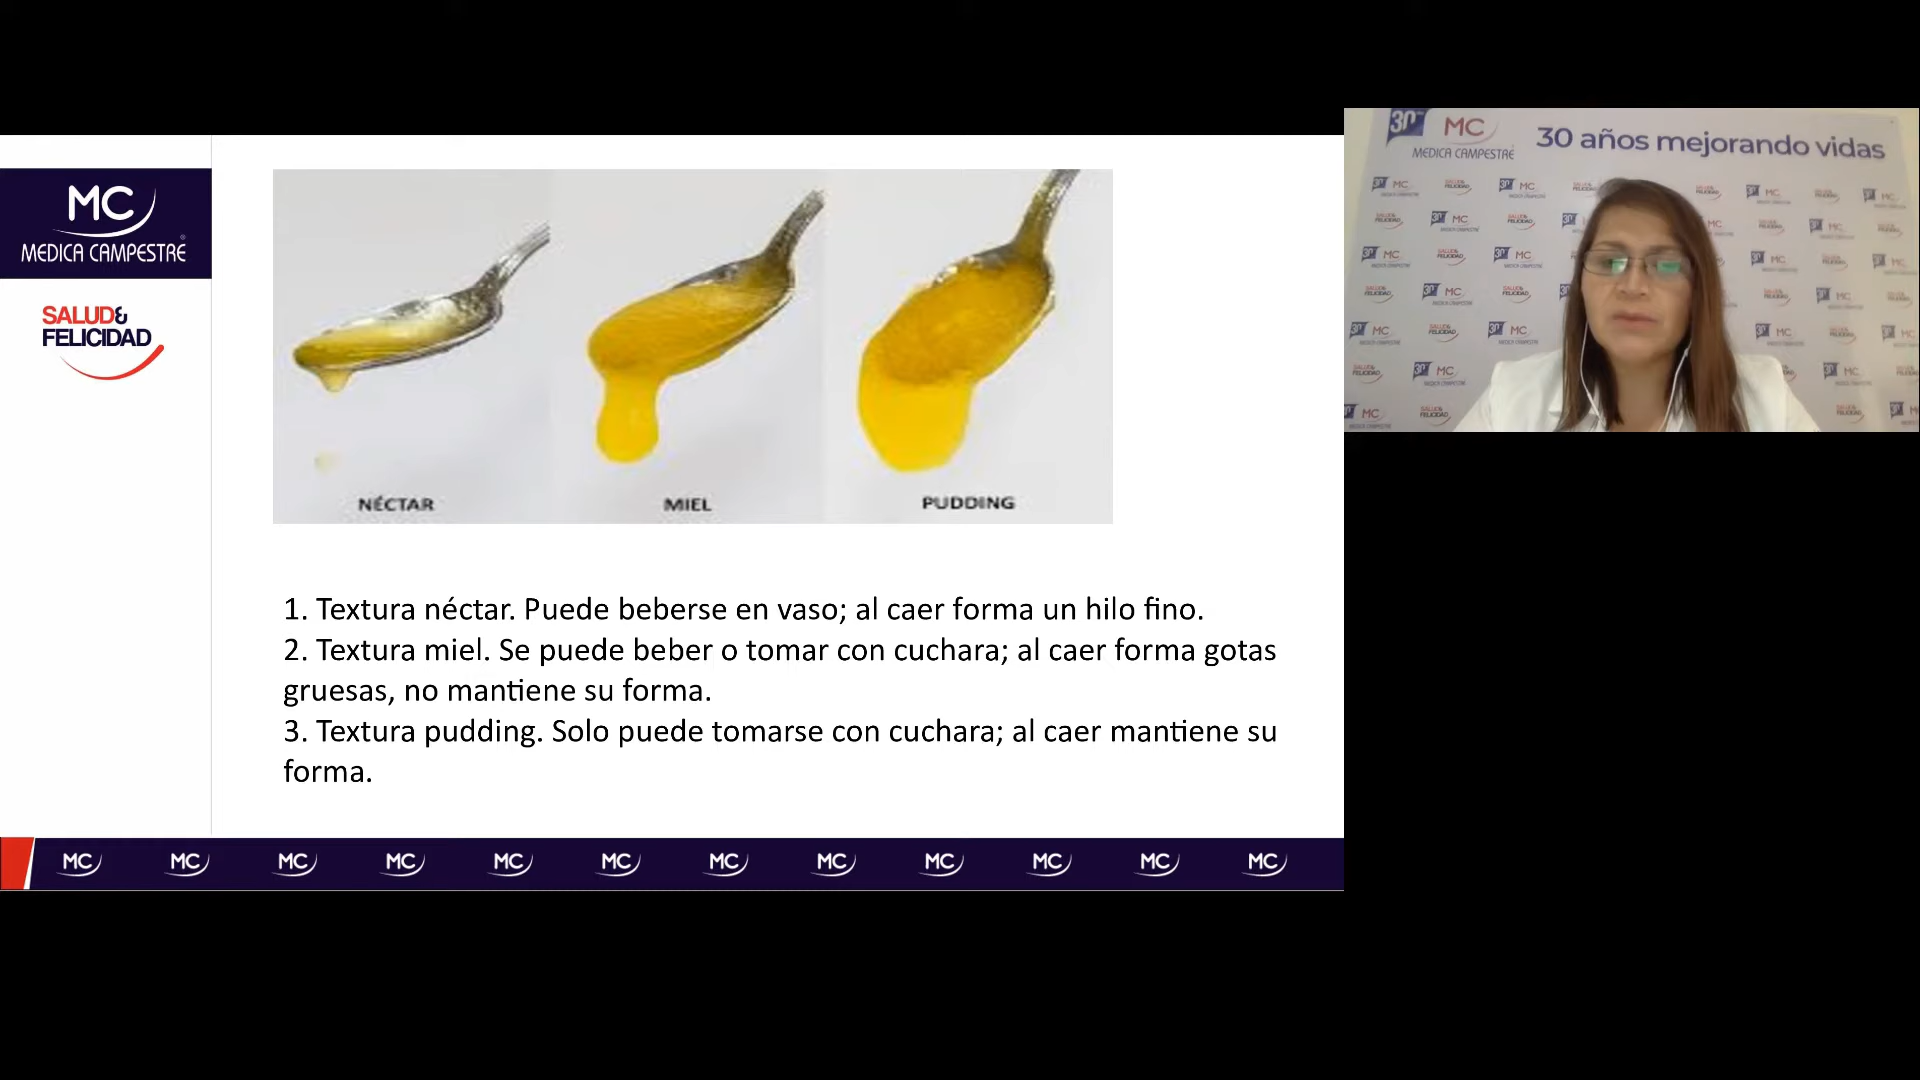 MC
MEDICA CAMPESTRE
SALUD&
FELICIDAD
NÉCTAR
MIEL
PUDDING
1. Textura néctar. Puede beberse en vaso; al caer forma un hilo fino.
2. Textura miel. Se puede beber o tomar con cuchara; al caer forma gotas
gruesas, no mantiene su forma.
3. Textura pudding. Solo puede tomarse con cuchara; al caer mantiene su
forma.
MC MC MC MC MC MC MC MC MC MC MC MC
30 MC
MEDICA CAMPESTRE
30 años mejorando vidas